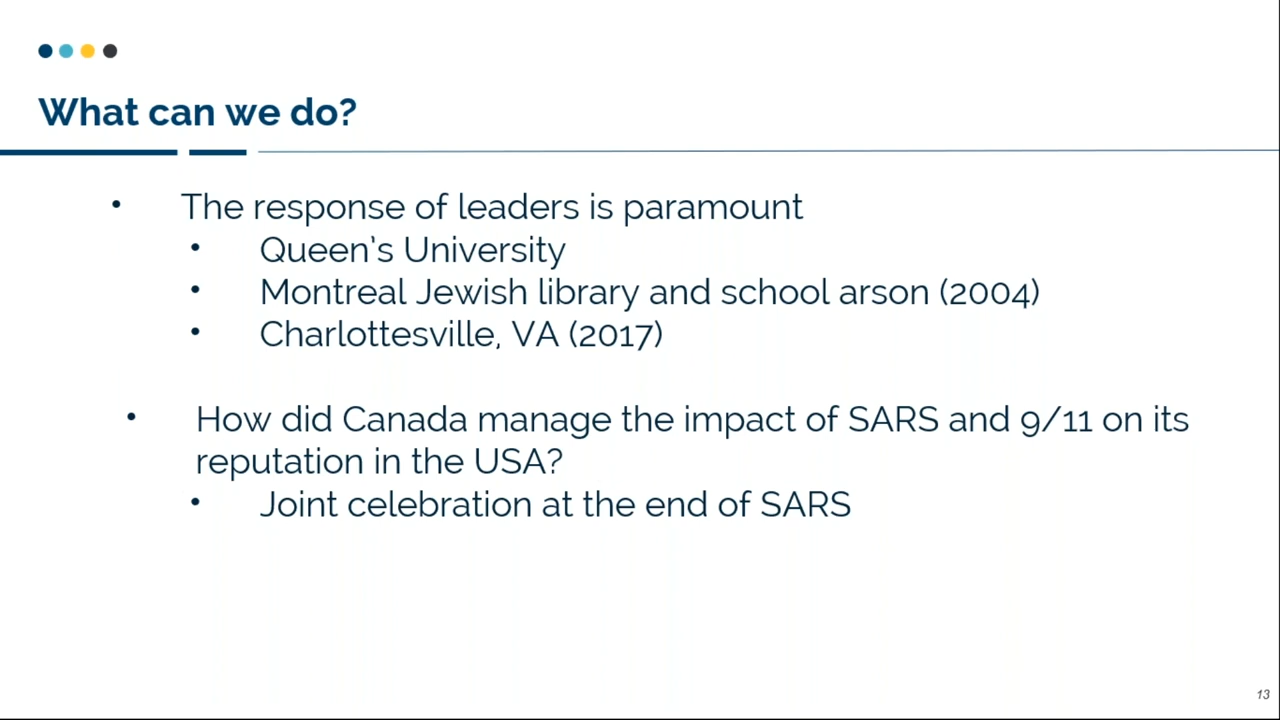 What can we do?
• The response of leaders is paramount
• Queen's University
• Montreal Jewish library and school arson (2004)
• Charlottesville, VA (2017)
• How did Canada manage the impact of SARS and 9/11 on its
reputation in the USA?
• Joint celebration at the end of SARS
13